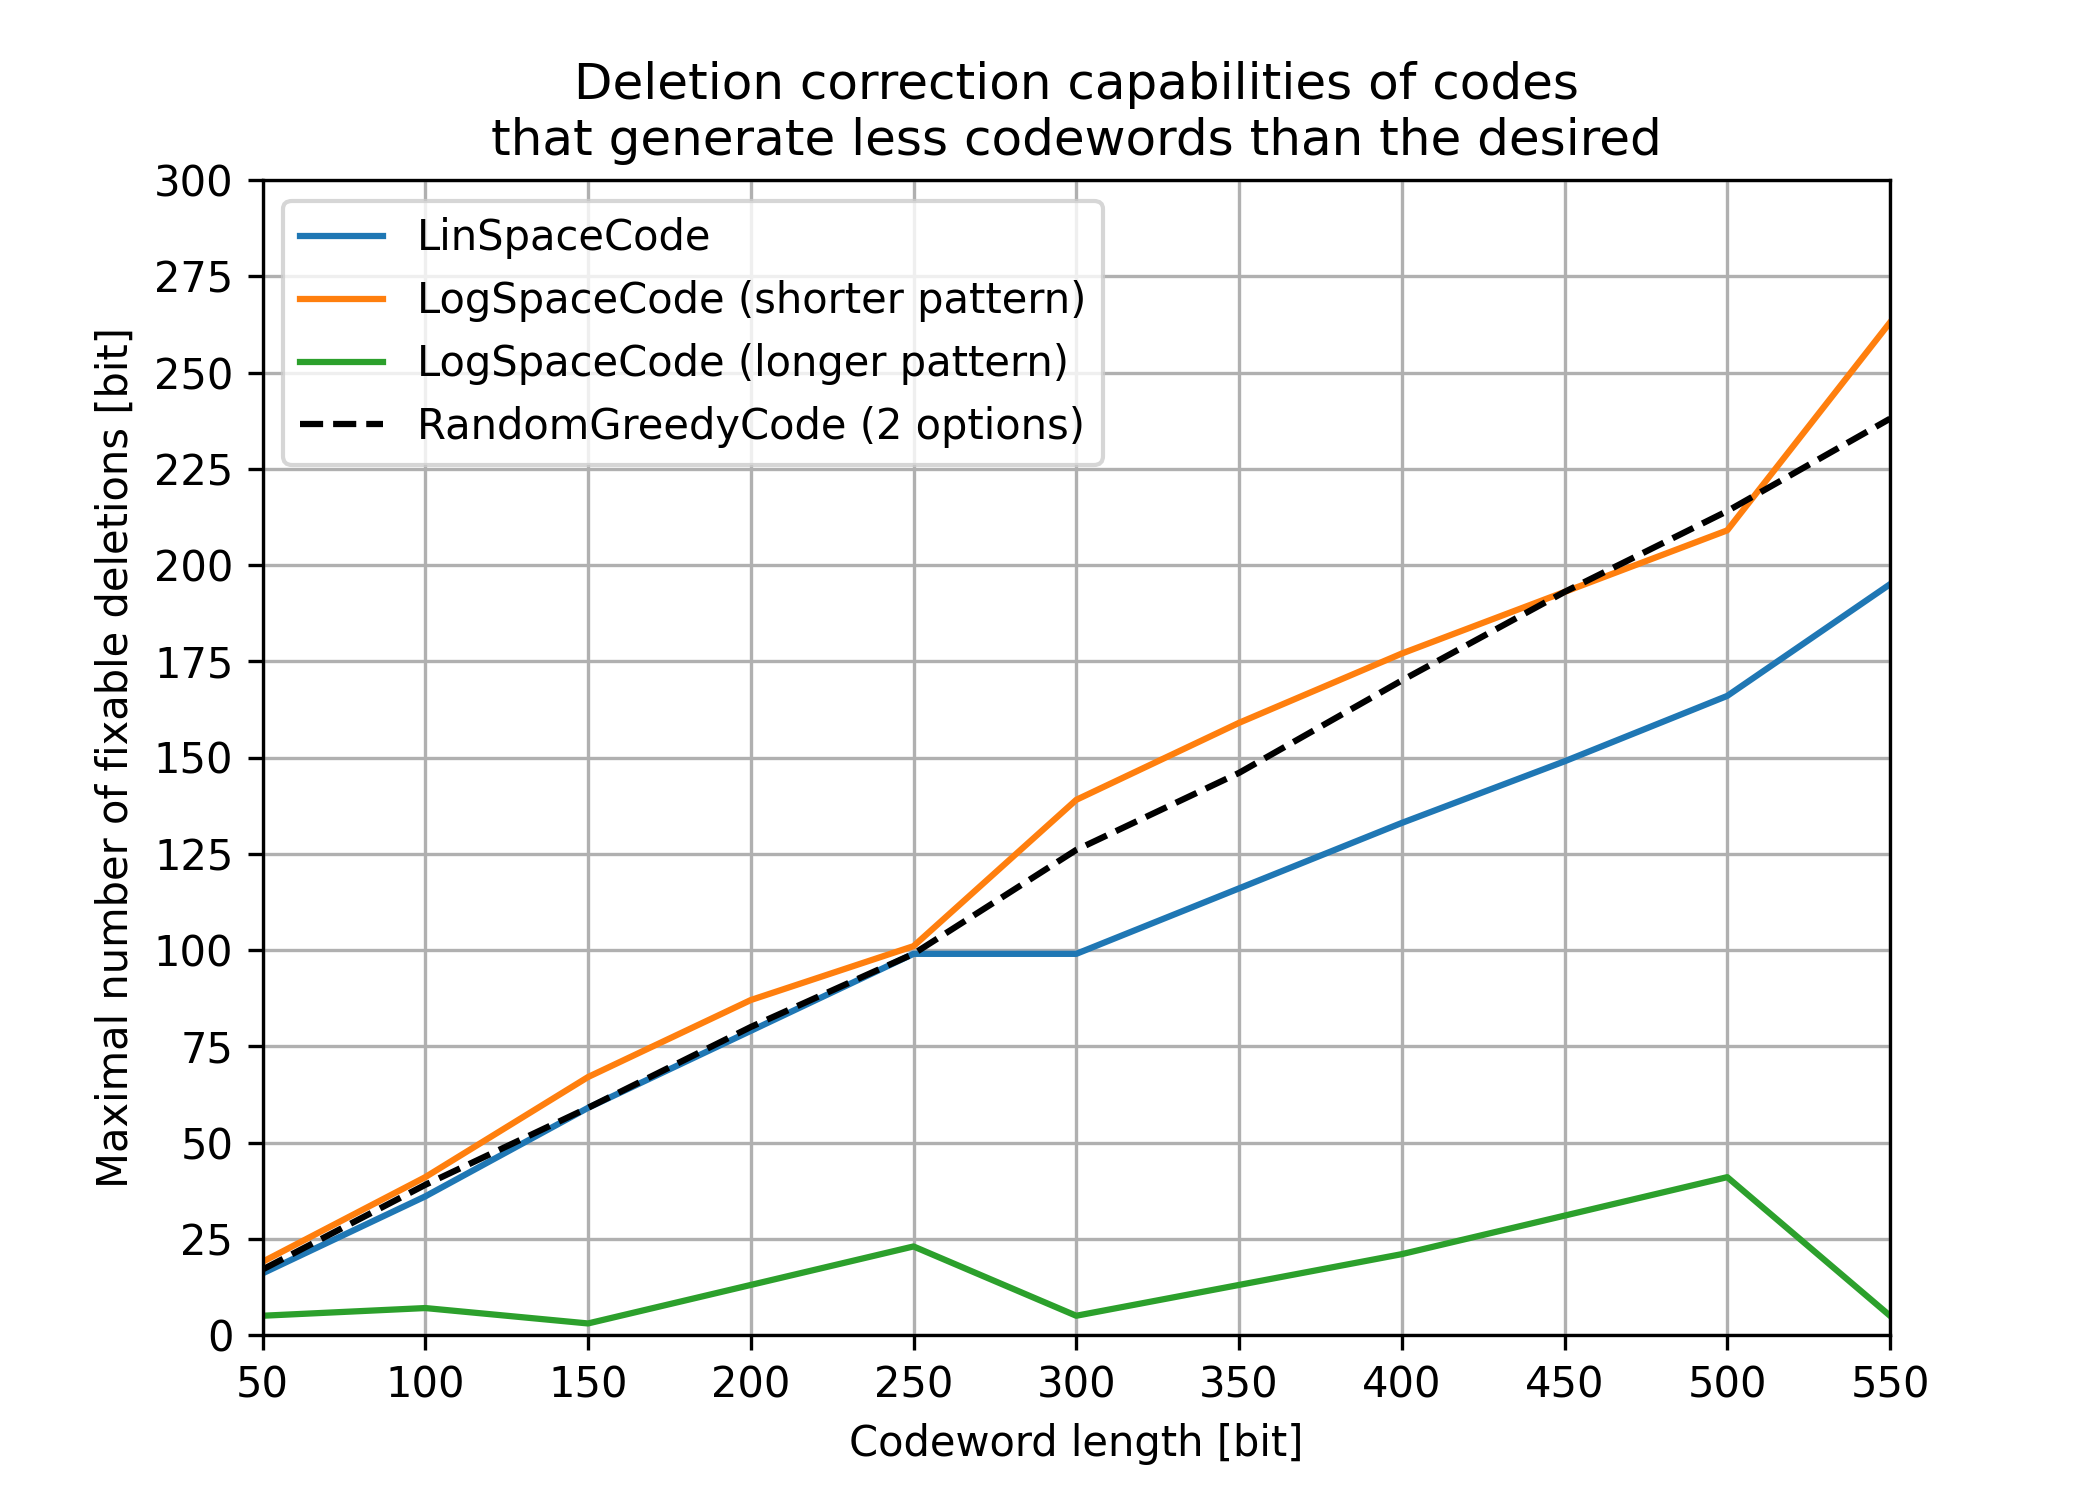 Deletion correction capabilities of codes
that generate less codewords than the desired
300
275
250
225
200
175
150
125
100
75
50
25
0
Maximal number of fixable deletions [bit]
LinSpaceCode
LogSpaceCode (shorter pattern)
LogSpaceCode (longer pattern)
RandomGreedyCode (2 options)
50 100 150 200 250 300 350 400 450 500 550
Codeword length [bit]